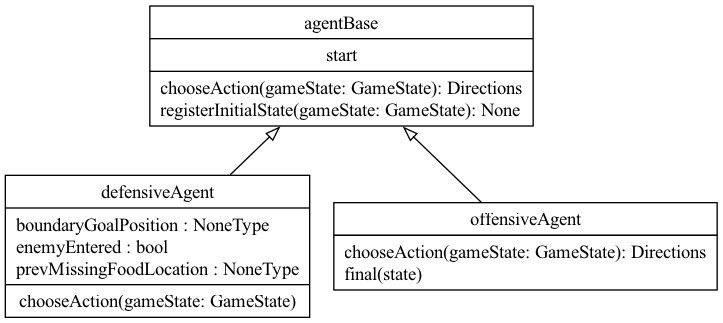 agentBase
start
chooseAction(gameState: GameState): Directions
registerInitialState(gameState: GameState): None
defensiveAgent
boundaryGoalPosition : NoneType
enemyEntered : bool
prevMissingFoodLocation : NoneType
chooseAction(gameState: GameState)
offensiveAgent
chooseAction(gameState: GameState): Directions
final(state)